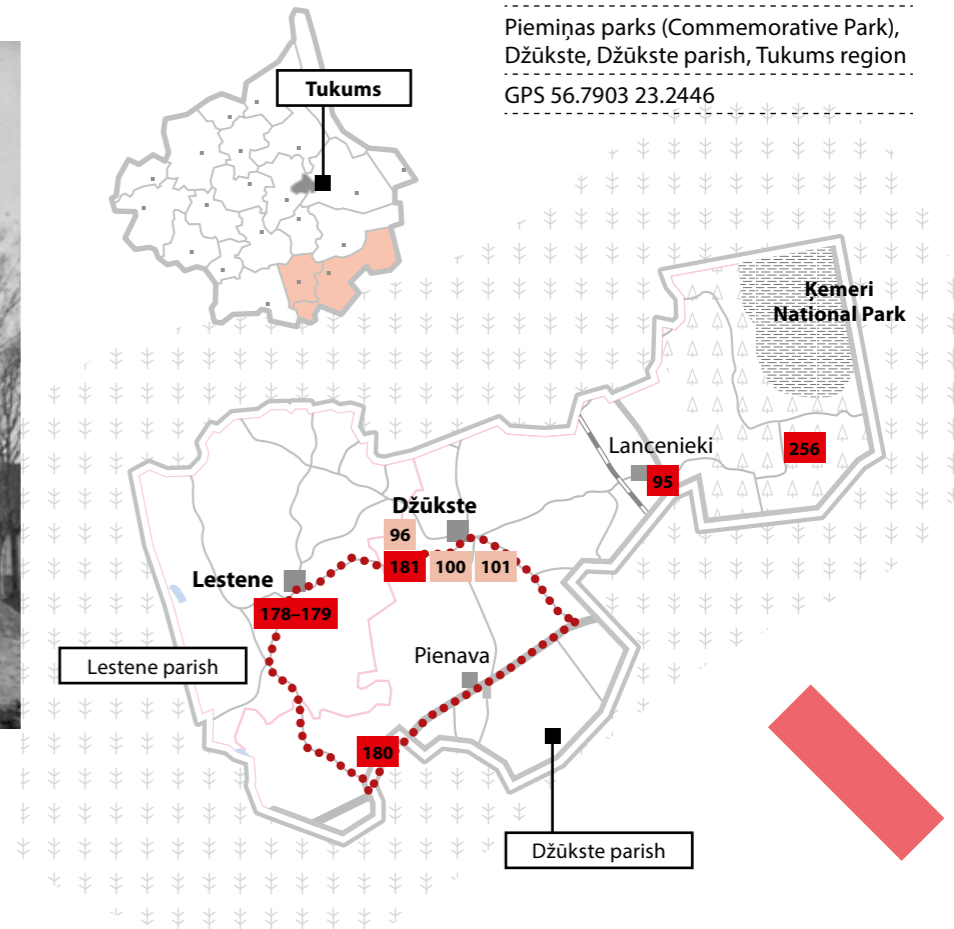 Piemiņas parks (Commemorative Park),
Džūkste, Džūkste parish, Tukums region
GPS 56.7903 23.2446
Tukums
Ķemeri
National Park
Lancenieki
256
95
Džūkste
96
181
100
101
Lestene
178–179
Lestene parish
Pienava
180
Džūkste parish